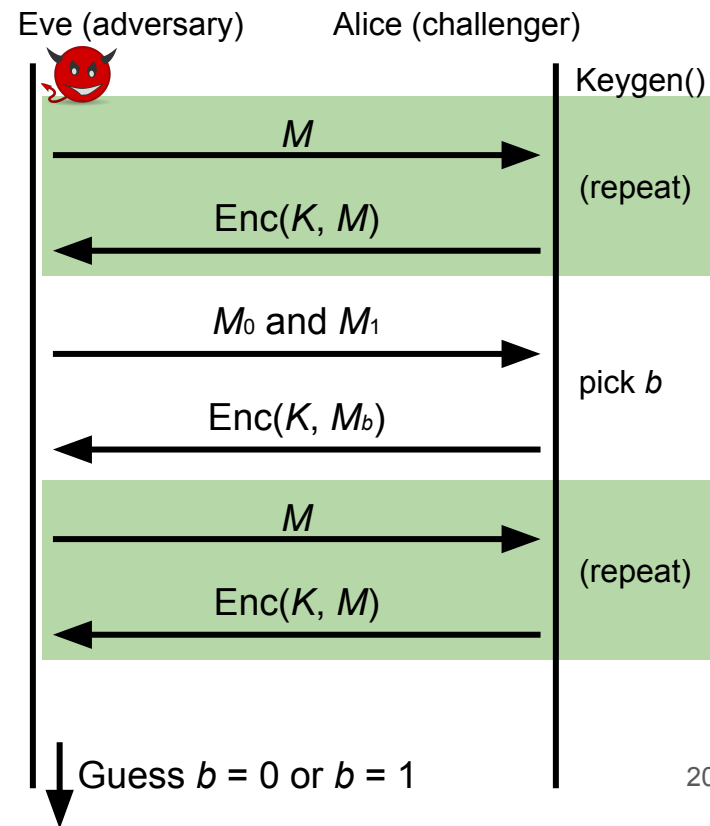 Eve (adversary) Alice (challenger)
Keygen()
M
(repeat)
Enc(K, M)
M₀ and M₁
pick b
Enc(K, M_b)
M
(repeat)
Enc(K, M)
Guess b = 0 or b = 1
20